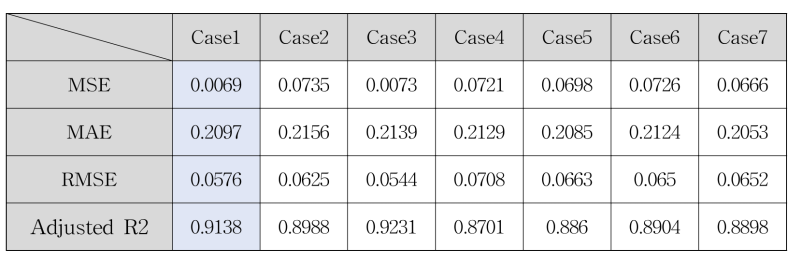 Case1 Case2 Case3 Case4 Case5 Case6 Case7
MSE 0.0069 0.0735 0.0073 0.0721 0.0698 0.0726 0.0666
MAE 0.2097 0.2156 0.2139 0.2129 0.2085 0.2124 0.2053
RMSE 0.0576 0.0625 0.0544 0.0708 0.0663 0.065 0.0652
Adjusted R2 0.9138 0.8988 0.9231 0.8701 0.886 0.8904 0.8898